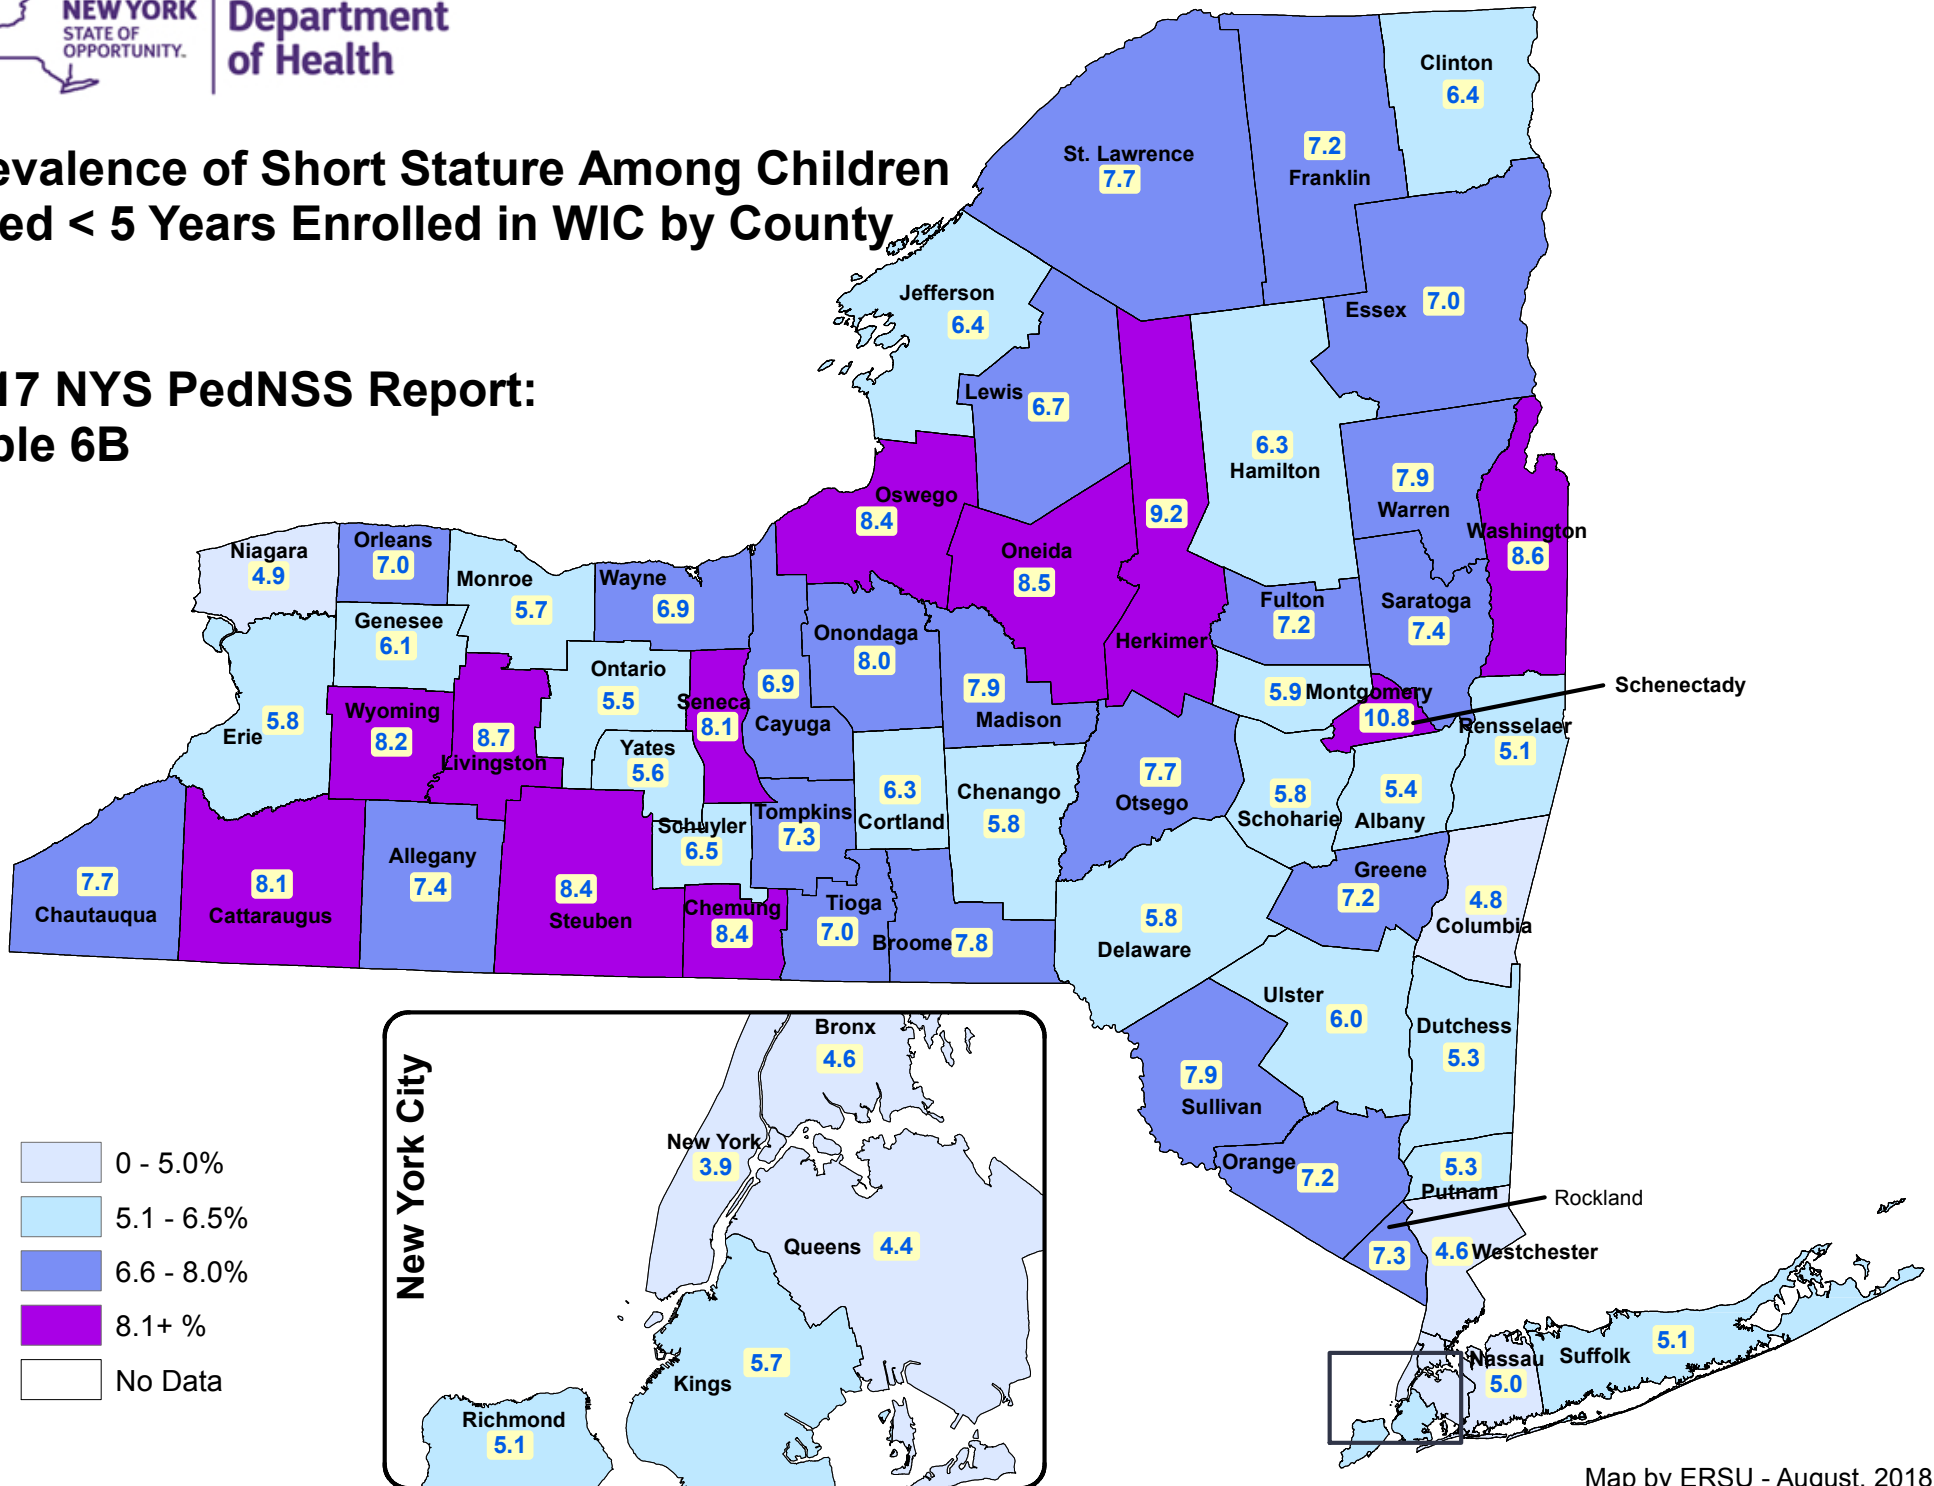 NEW YORK
STATE OF
OPPORTUNITY.
Department
of Health
evalence of Short Stature Among Children
ed < 5 Years Enrolled in WIC by County
17 NYS PedNSS Report:
ble 6B
Clinton
6.4
St. Lawrence
7.7
7.2
Franklin
Essex 7.0
Jefferson
6.4
Lewis 6.7
6.3
Hamilton
7.9
Warren
Washington
8.6
Oswego
8.4
Oneida
8.5
9.2
Herkimer
Niagara
4.9
Orleans
7.0
Monroe
5.7
Wayne
6.9
Genesee
6.1
Onondaga
8.0
Fulton
7.2
Saratoga
7.4
Ontario
5.5
Seneca
8.1
6.9
Cayuga
7.9
Madison
5.9 Montgomery
10.8
Schenectady
Rensselaer
5.1
Erie 5.8
Wyoming
8.2
8.7
Livingston
Yates
5.6
Schuyler
6.5
Tompkins
7.3
6.3
Cortland
Chenango
5.8
7.7
Otsego
5.8
Schoharie
5.4
Albany
7.7
Chautauqua
8.1
Cattaraugus
Allegany
7.4
8.4
Steuben
Chemung
8.4
Tioga
7.0
Broome 7.8
5.8
Delaware
Greene
7.2
4.8
Columbia
Ulster
6.0
Dutchess
5.3
7.9
Sullivan
Orange 7.2
5.3
Putnam
Rockland
7.3
4.6 Westchester
Nassau
5.0
Suffolk 5.1
New York City
Bronx
4.6
New York
3.9
Queens 4.4
Kings 5.7
Richmond
5.1
0 - 5.0%
5.1 - 6.5%
6.6 - 8.0%
8.1+ %
No Data
Map by ERSU - August, 2018